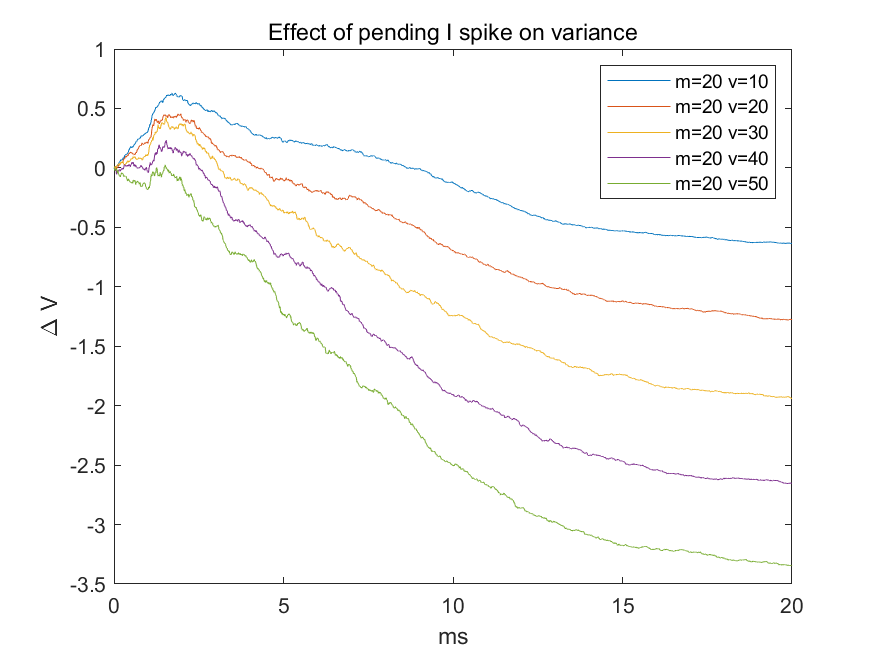 Effect of pending I spike on variance
1
0.5
0
-0.5
-1
-1.5
-2
-2.5
-3
-3.5
Δ V
m=20 v=10
m=20 v=20
m=20 v=30
m=20 v=40
m=20 v=50
0 5 10 15 20
ms